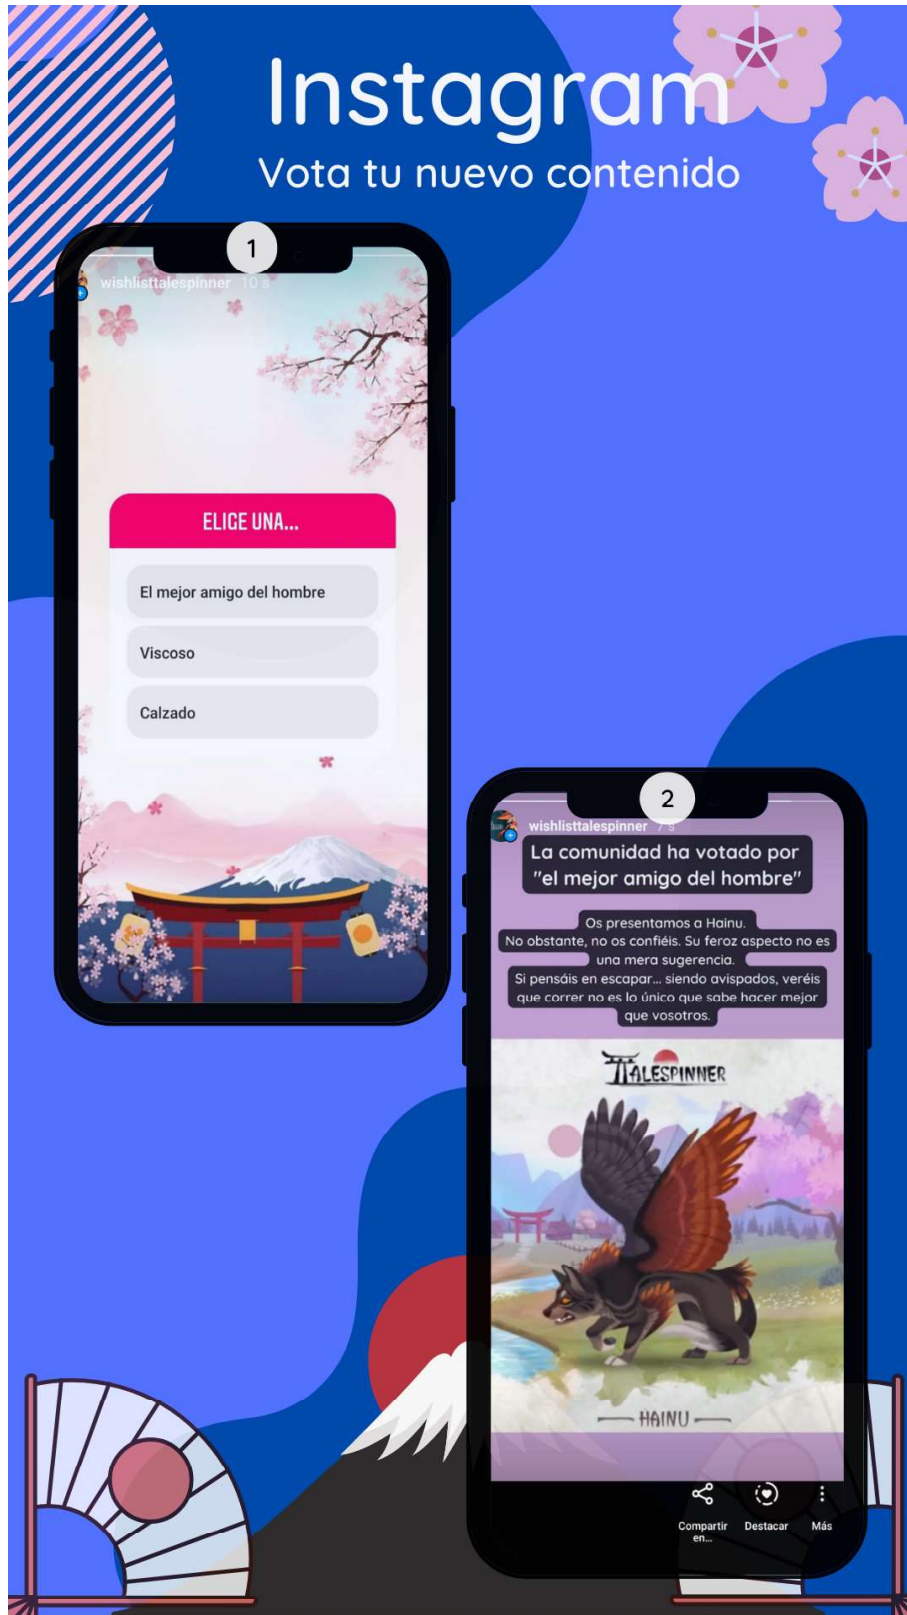 Instagram
Vota tu nuevo contenido
1
wishlisttalespinner 10 s
ELIGE UNA...
El mejor amigo del hombre
Viscoso
Calzado
2
wishlisttalespinner 7 s
La comunidad ha votado por
"el mejor amigo del hombre"
Os presentamos a Hainu.
No obstante, no os confiéis. Su feroz aspecto no es
una mera sugerencia.
Si pensáis en escapar... siendo avispados, veréis
que correr no es lo único que sabe hacer mejor
que vosotros.
TALESPINNER
HAINU
Compartir
en...
Destacar
Más